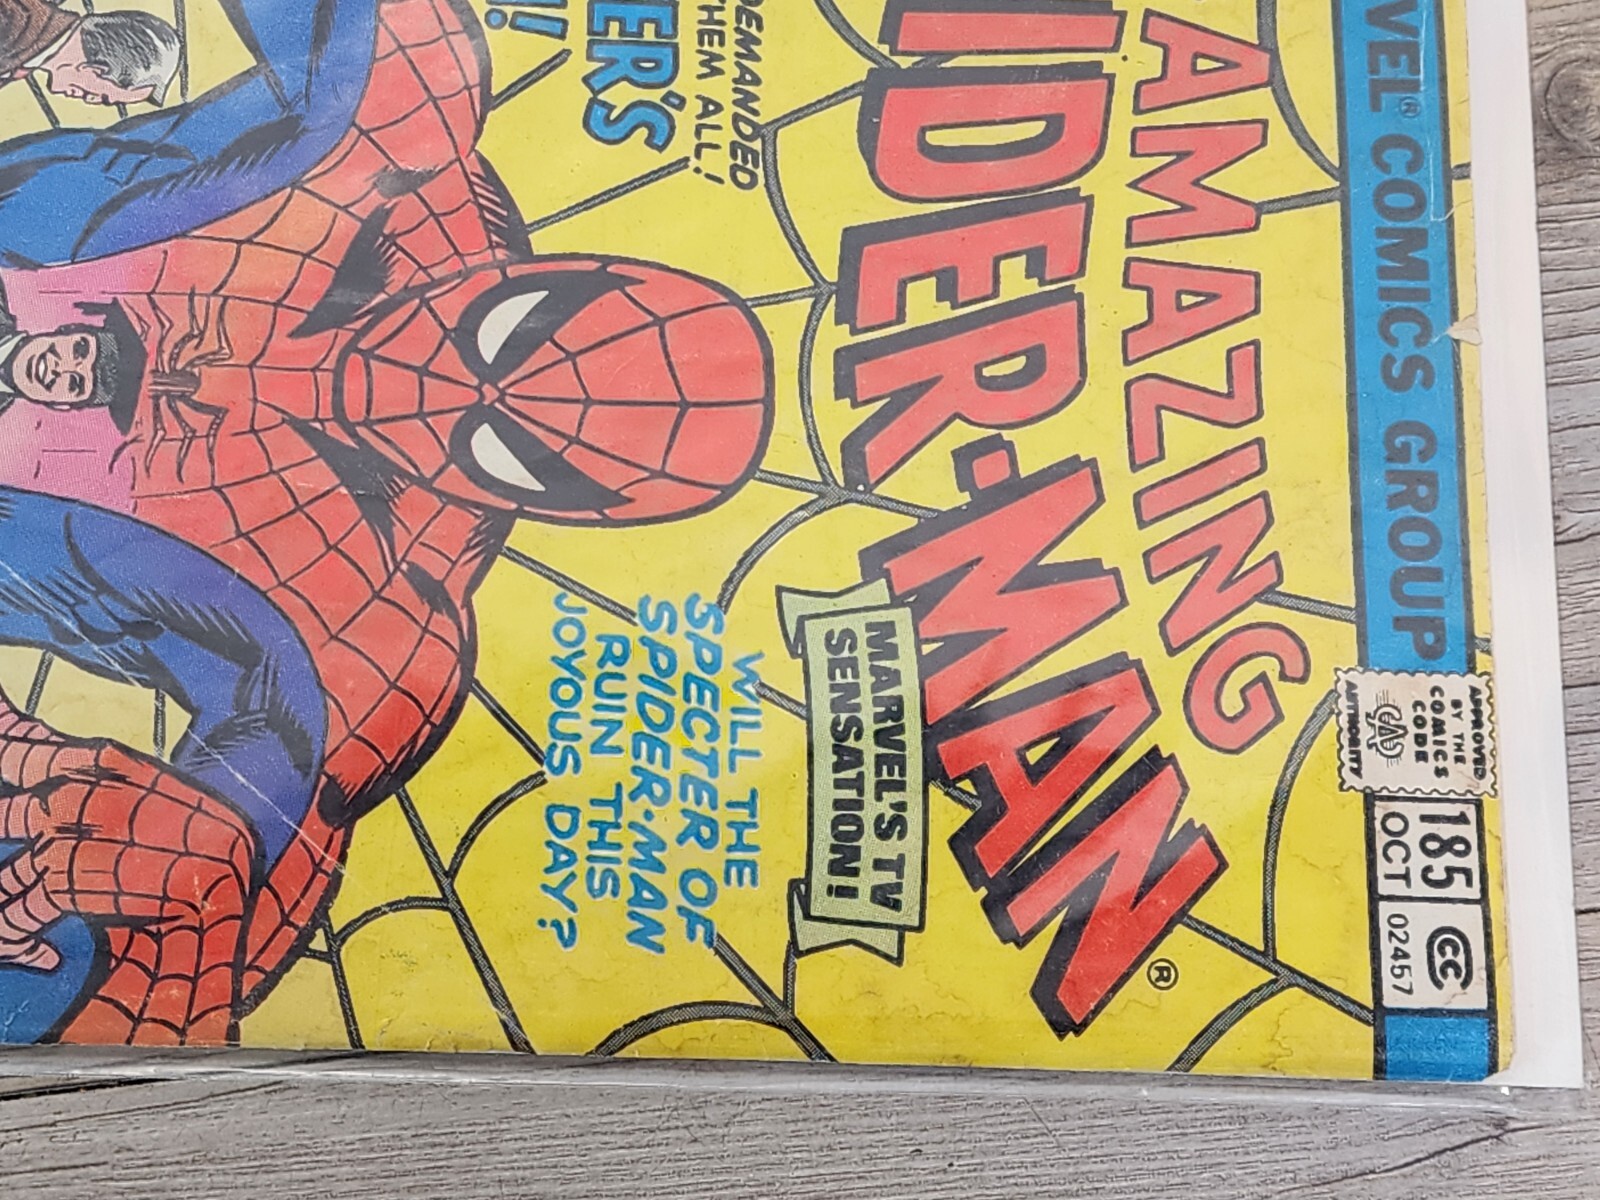 VEL® COMICS GROUP
APPROVED
BY THE
COMICS
CODE
AUTHORITY
185
OCT
CC
02457
AMAZING
IDER-MAN®
MARVEL'S TV
SENSATION!
DEMANDED
THEM ALL!
ER'S
!!
WILL THE
SPECTER OF
SPIDER-MAN
RUIN THIS
JOYOUS DAY?